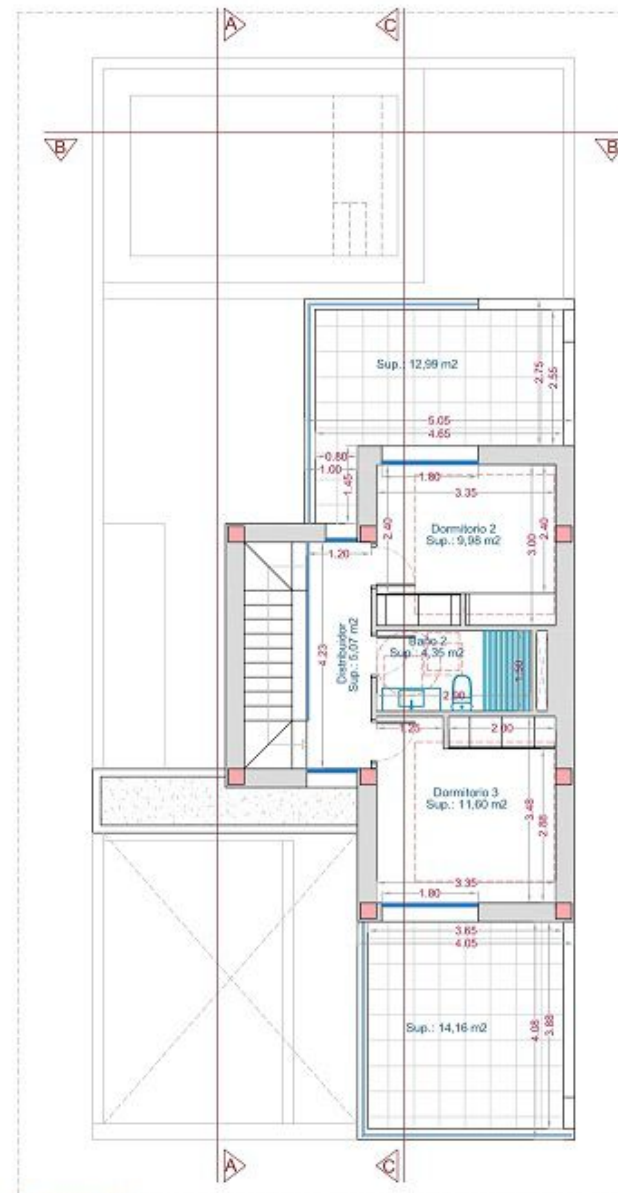 A
C
B
B
Sup.: 12,99 m2
2.75
2.55
5.05
4.65
0.80
1.00
1.45
1.80
3.35
2.40
Dormitorio 2
Sup.: 9,98 m2
3.00
2.40
1.20
4.23
Distribuidor
Sup.: 5,07 m2
Baño 2
Sup.: 4,35 m2
1.50
2.90
1.25
2.00
Dormitorio 3
Sup.: 11,60 m2
3.48
2.88
3.35
1.80
3.65
4.05
Sup.: 14,16 m2
4.08
3.88
A
C